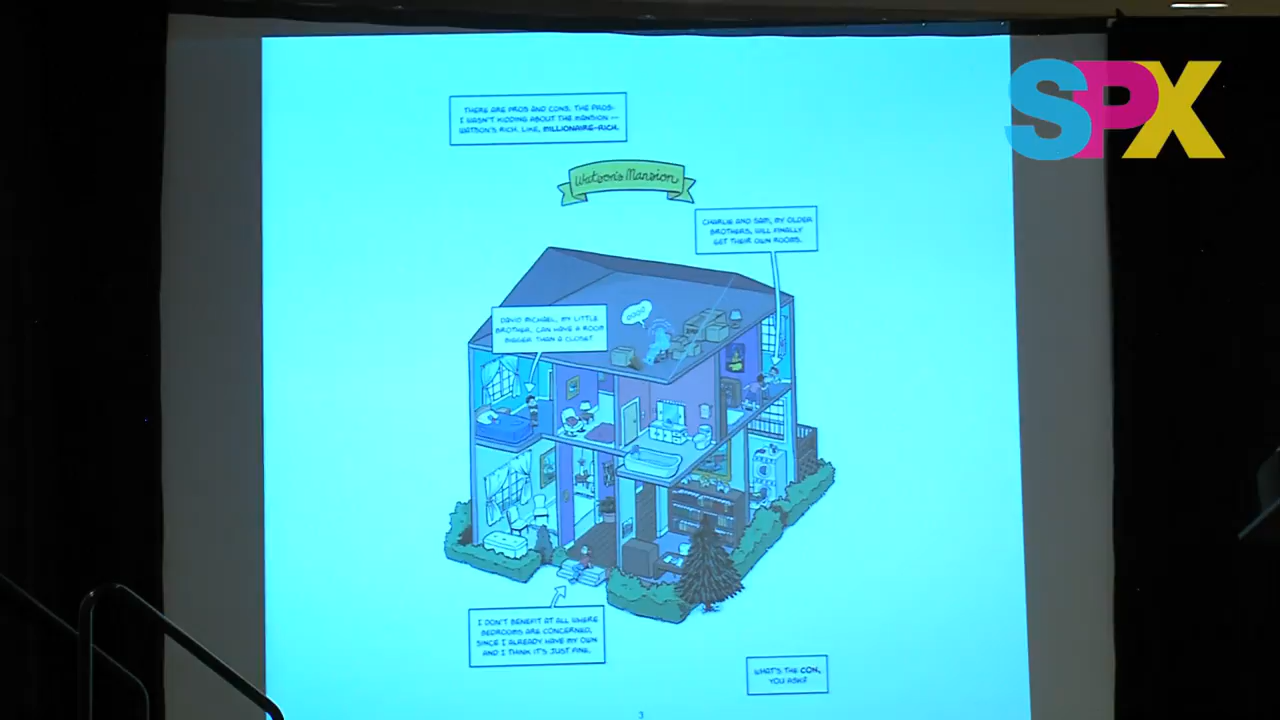 SPX
THERE ARE PROS AND CONS. THE PROS:
I WASN'T KIDDING ABOUT THE MANSION —
WATSON'S RICH. LIKE, MILLIONAIRE-RICH.
Watson's Mansion
CHARLIE AND SAM, MY OLDER
BROTHERS, WILL FINALLY
GET THEIR OWN ROOMS.
DAVID MICHAEL, MY LITTLE
BROTHER, CAN HAVE A ROOM
BIGGER THAN A CLOSET.
OOOO
I DON'T BENEFIT AT ALL WHERE
BEDROOMS ARE CONCERNED,
SINCE I ALREADY HAVE MY OWN
AND I THINK IT'S JUST FINE.
WHAT'S THE CON,
YOU ASK?
3